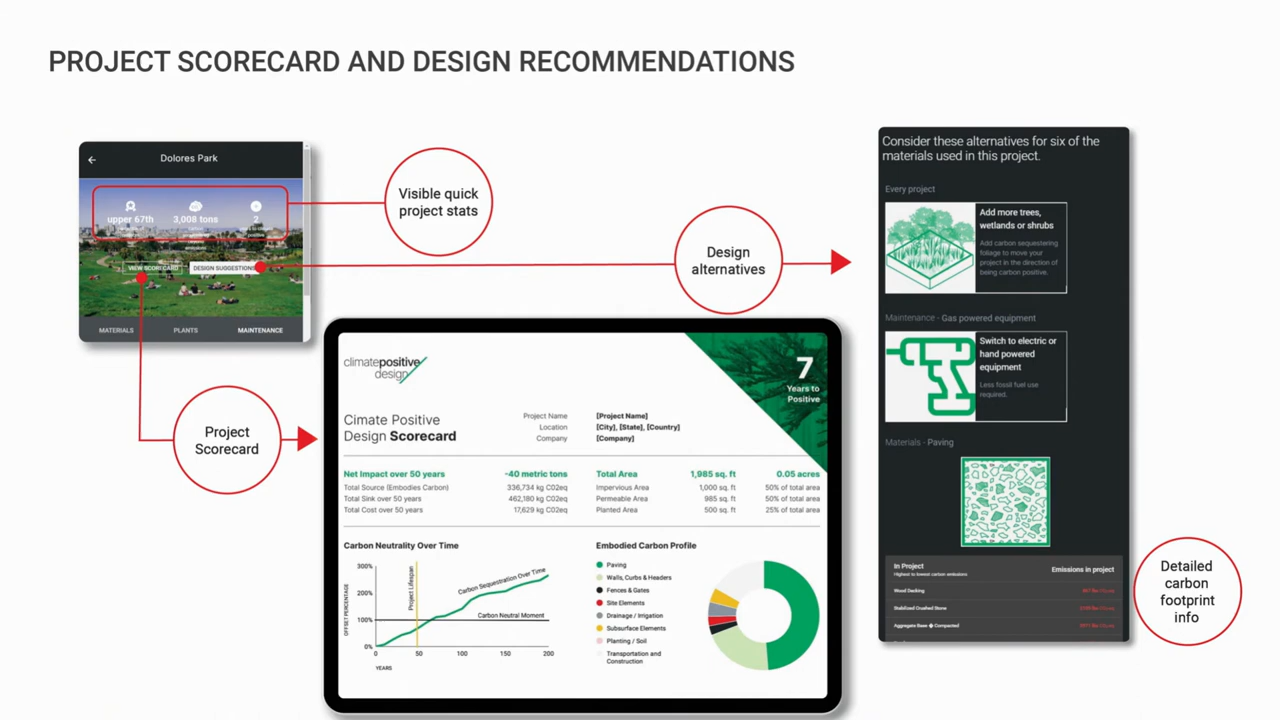 PROJECT SCORECARD AND DESIGN RECOMMENDATIONS
Dolores Park
upper 67th
3,008 tons
2
VIEW SCORECARD
DESIGN SUGGESTIONS
MATERIALS
PLANTS
MAINTENANCE
Visible quick
project stats
Design
alternatives
Project
Scorecard
climatepositive
design
7
Years to
Positive
Cimate Positive
Design Scorecard
Project Name [Project Name]
Location [City], [State], [Country]
Company [Company]
Net Impact over 50 years -40 metric tons
Total Source (Embodies Carbon) 336,734 kg C02eq
Total Sink over 50 years 462,180 kg C02eq
Total Cost over 50 years 17,629 kg C02eq
Total Area 1,985 sq. ft 0.05 acres
Impervious Area 1,000 sq. ft 50% of total area
Permeable Area 985 sq. ft 50% of total area
Planted Area 500 sq. ft 25% of total area
Carbon Neutrality Over Time
OFFSET PERCENTAGE
300%
200%
100%
0%
Project Lifespan
Carbon Sequestration Over Time
Carbon Neutral Moment
0 50 100 150 200
YEARS
Embodied Carbon Profile
Paving
Walls, Curbs & Headers
Fences & Gates
Site Elements
Drainage / Irrigation
Subsurface Elements
Planting / Soil
Transportation and
Construction
Consider these alternatives for six of the
materials used in this project.
Every project
Add more trees,
wetlands or shrubs
Add carbon sequestering
foliage to move your
project in the direction of
being carbon positive.
Maintenance - Gas powered equipment
Switch to electric or
hand powered
equipment
Less fossil fuel use
required.
Materials - Paving
In Project
Highest to lowest carbon emissions
Emissions in project
Wood Decking
Stabilized Crushed Stone
Aggregate Base � Compacted
Detailed
carbon
footprint
info